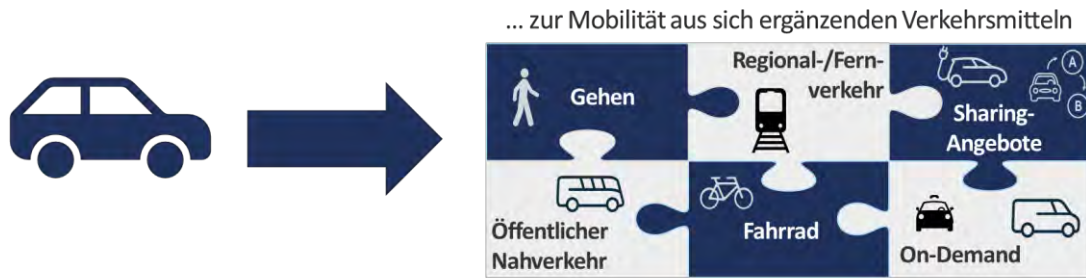 ... zur Mobilität aus sich ergänzenden Verkehrsmitteln
Gehen
Regional-/Fern-
verkehr
A
B
Sharing-
Angebote
Öffentlicher
Nahverkehr
Fahrrad
On-Demand